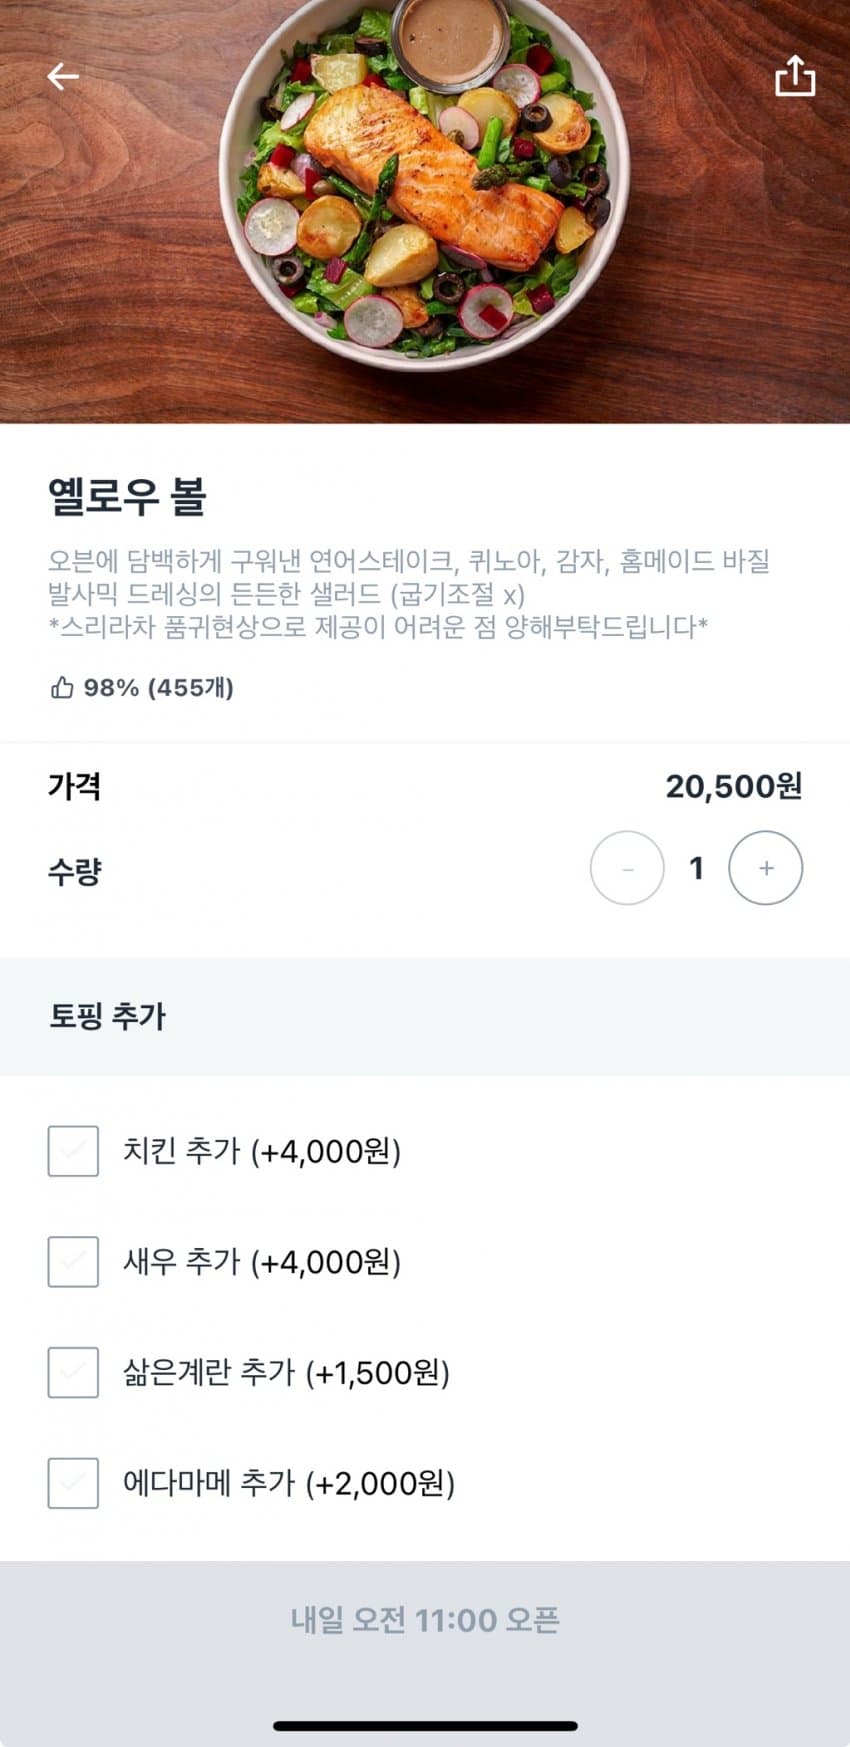 옐로우 볼
오븐에 담백하게 구워낸 연어스테이크, 퀴노아, 감자, 홈메이드 바질
발사믹 드레싱의 든든한 샐러드 (굽기조절 x)
*스리라차 품귀현상으로 제공이 어려운 점 양해부탁드립니다*
98% (455개)
가격 20,500원
수량 - 1 +
토핑 추가
치킨 추가 (+4,000원)
새우 추가 (+4,000원)
삶은계란 추가 (+1,500원)
에다마메 추가 (+2,000원)
내일 오전 11:00 오픈